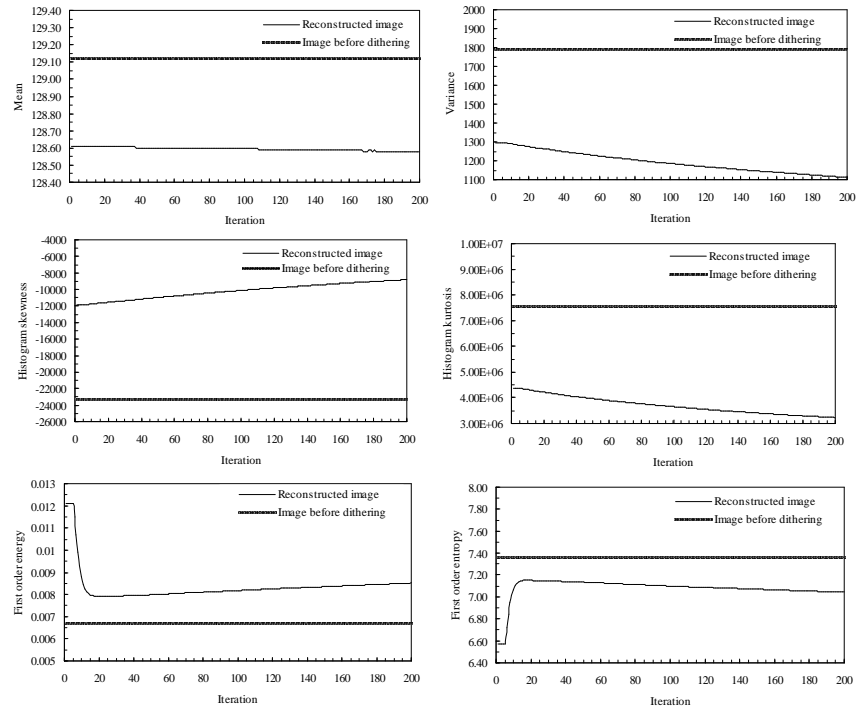 129.40
129.30
129.20
129.10
129.00
128.90
128.80
128.70
128.60
128.50
128.40
Mean
Reconstructed image
Image before dithering
0 20 40 60 80 100 120 140 160 180 200
Iteration
2000
1900
1800
1700
1600
1500
1400
1300
1200
1100
Variance
Reconstructed image
Image before dithering
0 20 40 60 80 100 120 140 160 180 200
Iteration
-4000
-6000
-8000
-10000
-12000
-14000
-16000
-18000
-20000
-22000
-24000
-26000
Histogram skewness
Reconstructed image
Image before dithering
0 20 40 60 80 100 120 140 160 180 200
Iteration
1.00E+07
9.00E+06
8.00E+06
7.00E+06
6.00E+06
5.00E+06
4.00E+06
3.00E+06
Histogram kurtosis
Reconstructed image
Image before dithering
0 20 40 60 80 100 120 140 160 180 200
Iteration
0.013
0.012
0.011
0.01
0.009
0.008
0.007
0.006
0.005
First order energy
Reconstructed image
Image before dithering
0 20 40 60 80 100 120 140 160 180 200
Iteration
8.00
7.80
7.60
7.40
7.20
7.00
6.80
6.60
6.40
First order entropy
Reconstructed image
Image before dithering
0 20 40 60 80 100 120 140 160 180 200
Iteration